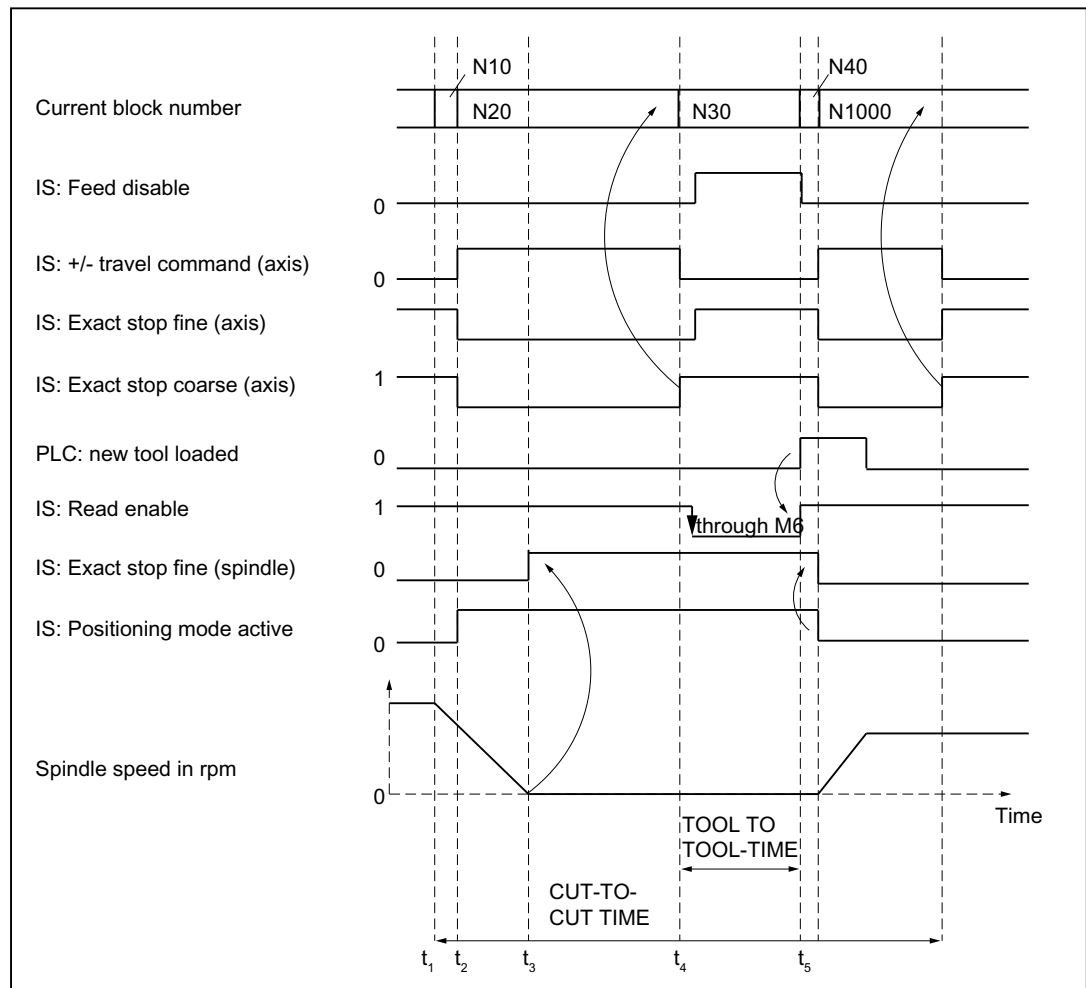 N10
N40
Current block number
N20
N30
N1000
IS: Feed disable
0
IS: +/- travel command (axis)
0
IS: Exact stop fine (axis)
IS: Exact stop coarse (axis)
1
PLC: new tool loaded
0
IS: Read enable
1
through M6
IS: Exact stop fine (spindle)
0
IS: Positioning mode active
0
Spindle speed in rpm
0
Time
TOOL TO
TOOL-TIME
CUT-TO-
CUT TIME
t1 t2 t3 t4 t5